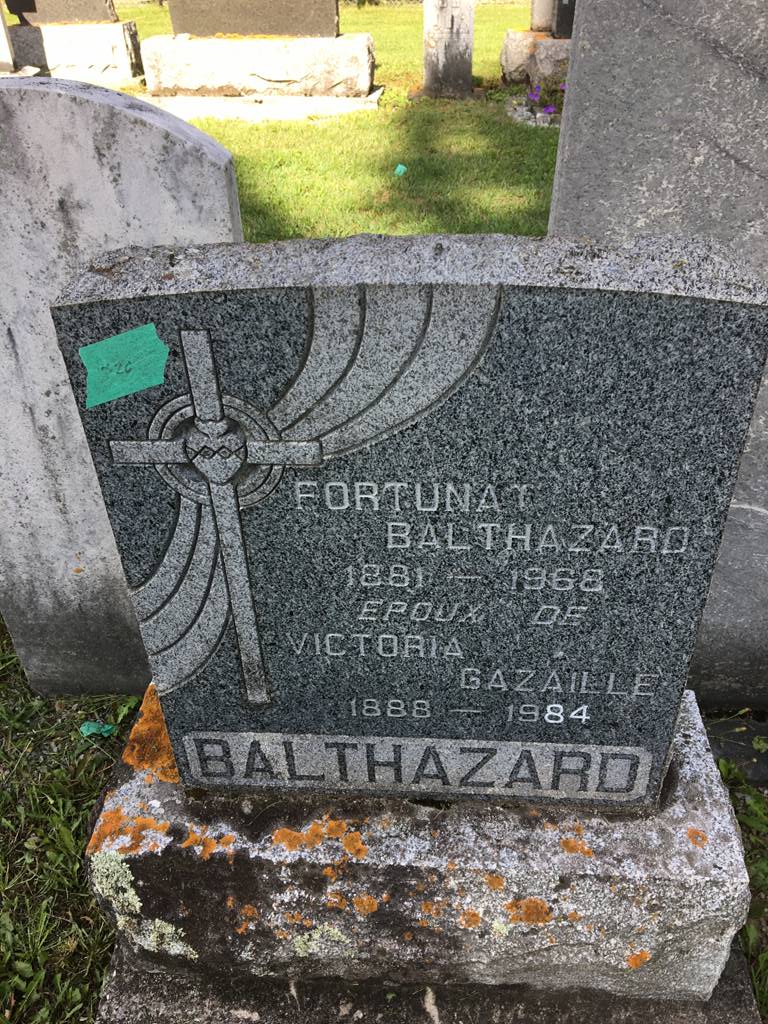 FORTUNAT
BALTHAZARD
1881 — 1968
EPOUX DE
VICTORIA
GAZAILLE
1888 — 1984
BALTHAZARD